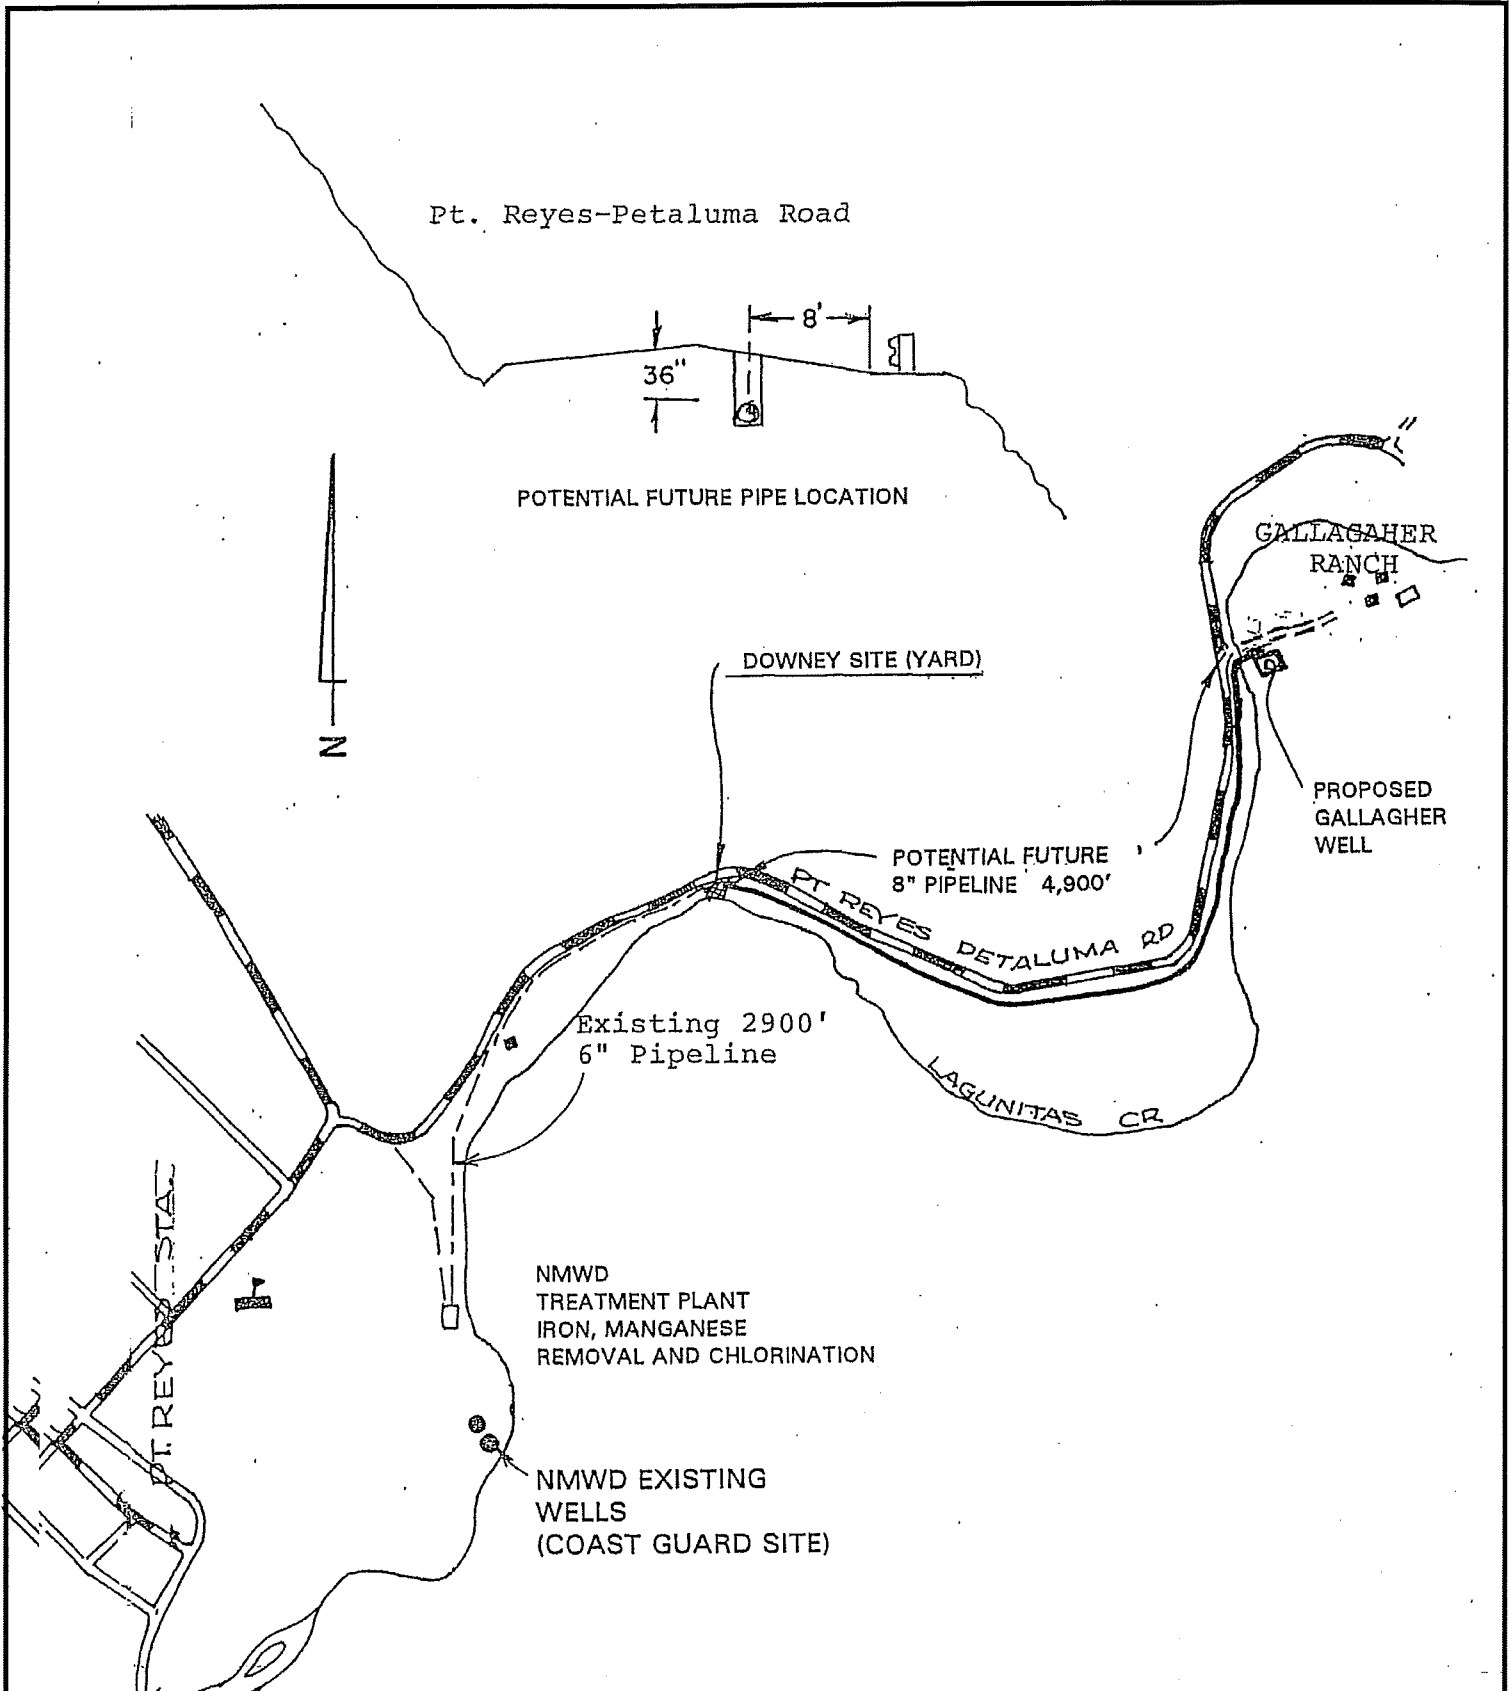 Pt. Reyes-Petaluma Road
8'
36"
POTENTIAL FUTURE PIPE LOCATION
GALLAGAHER
RANCH
DOWNEY SITE (YARD)
N
PROPOSED
GALLAGHER
WELL
POTENTIAL FUTURE
8" PIPELINE 4,900'
PT REYES PETALUMA RD
Existing 2900'
6" Pipeline
LAGUNITAS CR
PT. REYES STA.
NMWD
TREATMENT PLANT
IRON, MANGANESE
REMOVAL AND CHLORINATION
NMWD EXISTING
WELLS
(COAST GUARD SITE)